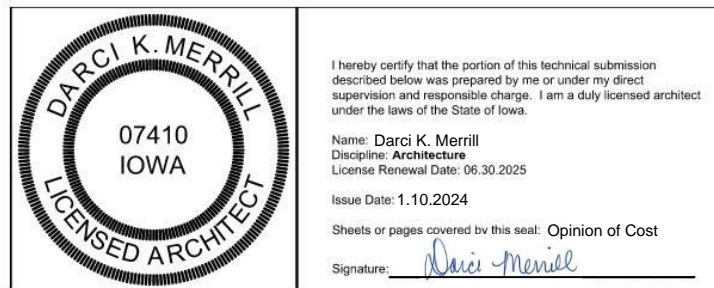 DARCI K. MERRILL
07410
IOWA
LICENSED ARCHITECT
I hereby certify that the portion of this technical submission
described below was prepared by me or under my direct
supervision and responsible charge. I am a duly licensed architect
under the laws of the State of Iowa.
Name: Darci K. Merrill
Discipline: Architecture
License Renewal Date: 06.30.2025
Issue Date: 1.10.2024
Sheets or pages covered by this seal: Opinion of Cost
Signature: Darci Merrill